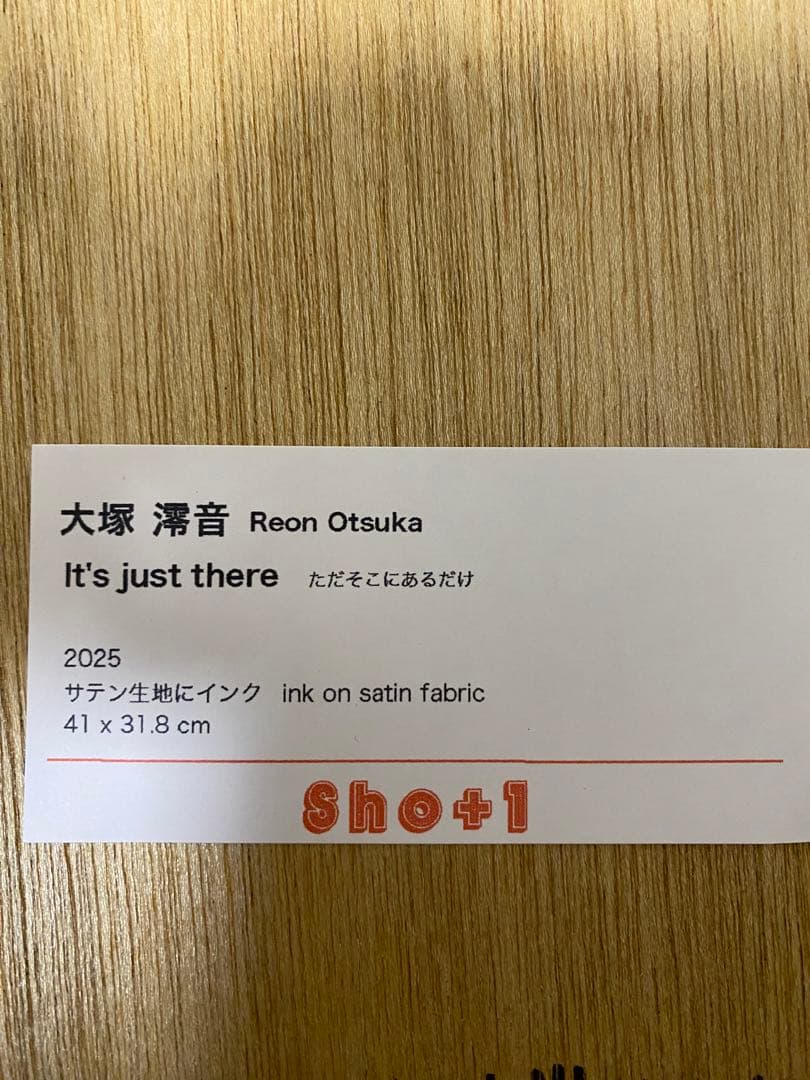 大塚 澪音 Reon Otsuka
It's just there ただそこにあるだけ
2025
サテン生地にインク ink on satin fabric
41 x 31.8 cm
Sho+1